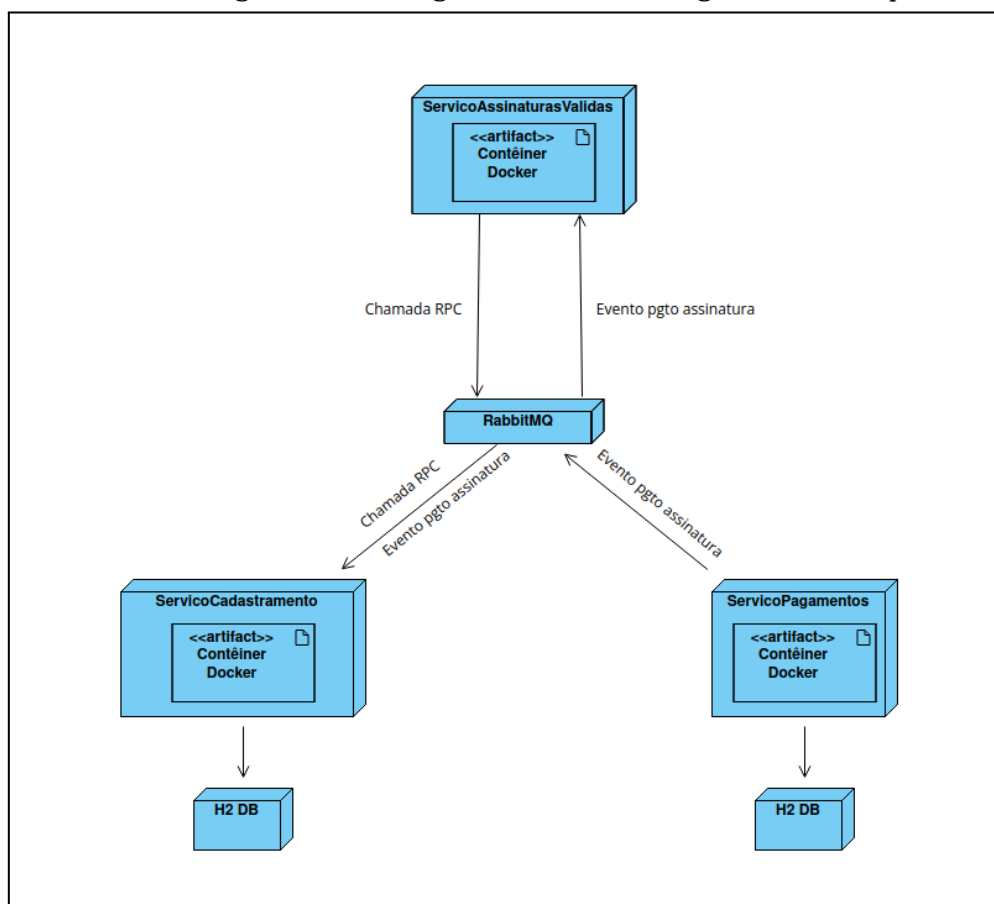 ServicoAssinaturasValidas
<<artifact>>
Contêiner
Docker
Chamada RPC
Evento pgto assinatura
RabbitMQ
Chamada RPC
Evento pgto assinatura
Evento pgto assinatura
ServicoCadastramento
<<artifact>>
Contêiner
Docker
ServicoPagamentos
<<artifact>>
Contêiner
Docker
H2 DB
H2 DB